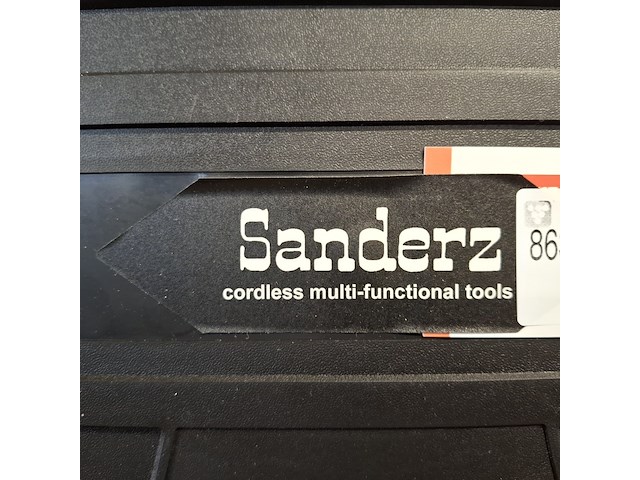 Sanderz
cordless multi-functional tools
86